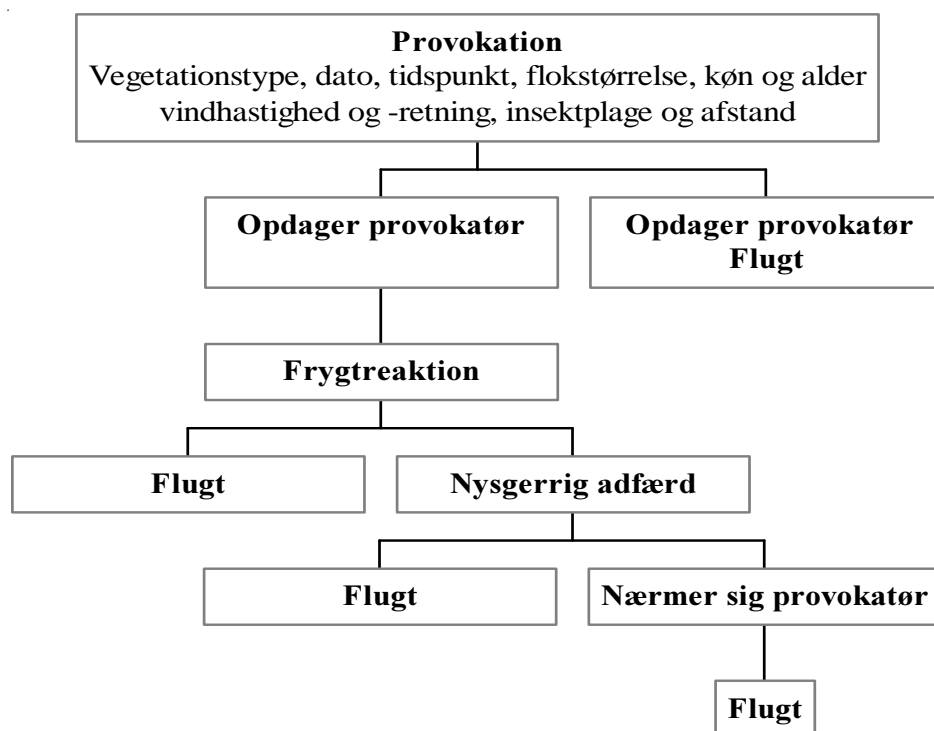 Provokation
Vegetationstype, dato, tidspunkt, flokstørrelse, køn og alder
vindhastighed og -retning, insektplage og afstand
Opdager provokatør
Opdager provokatør
Flugt
Frygtreaktion
Flugt
Nysgerrig adfærd
Flugt
Nærmer sig provokatør
Flugt